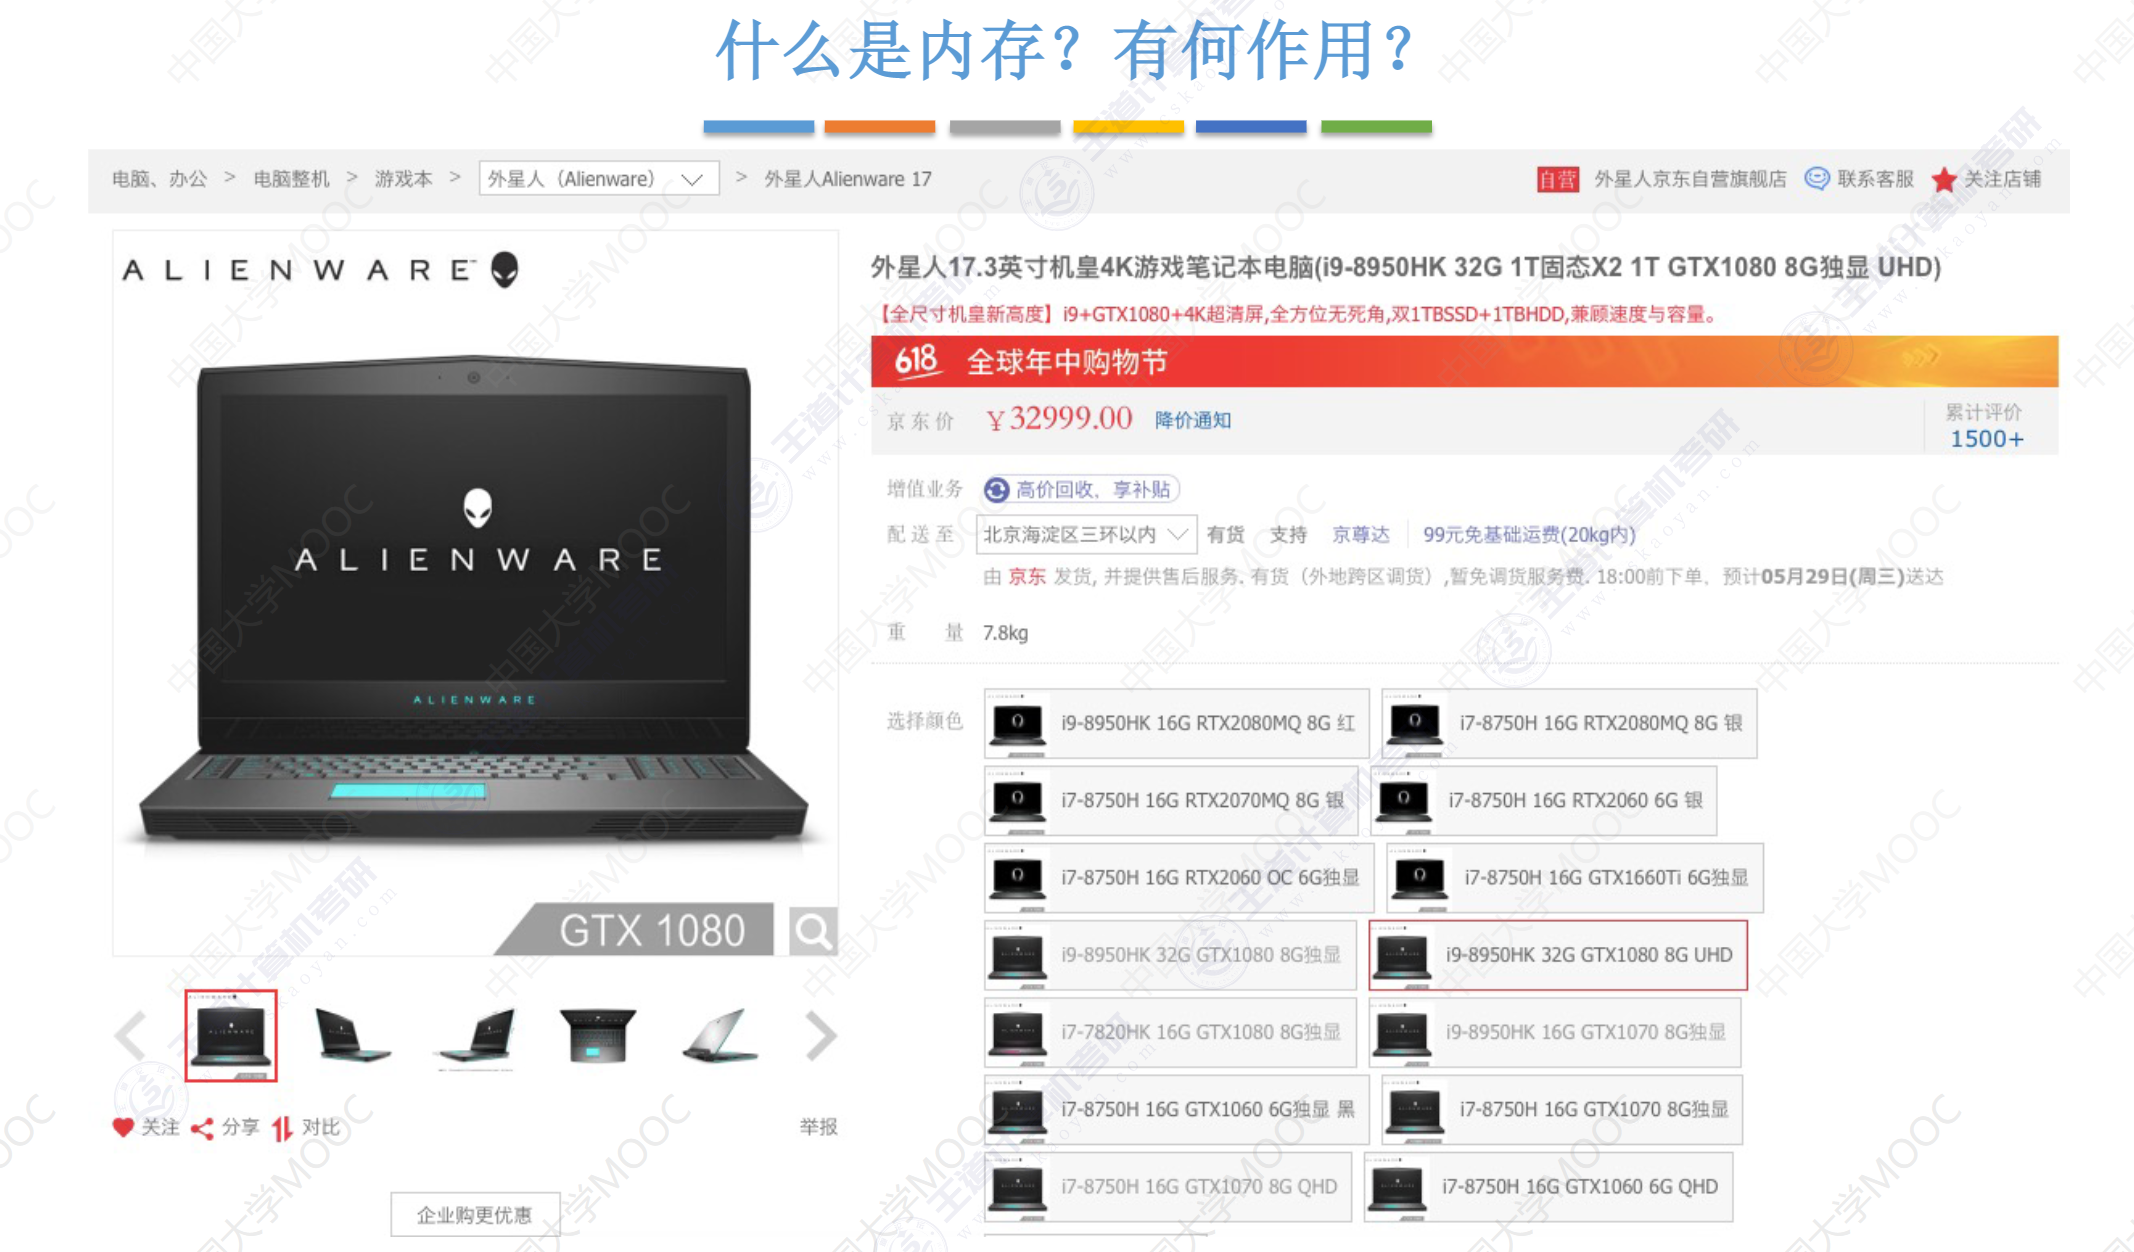 什么是内存？有何作用？
电脑、办公 > 电脑整机 > 游戏本 > 外星人（Alienware） > 外星人Alienware 17
自营 外星人京东自营旗舰店 联系客服 关注店铺
ALIENWARE
ALIENWARE
ALIENWARE
GTX 1080
关注 分享 对比
举报
企业购更优惠
外星人17.3英寸机皇4K游戏笔记本电脑(i9-8950HK 32G 1T固态X2 1T GTX1080 8G独显 UHD)
【全尺寸机皇新高度】i9+GTX1080+4K超清屏,全方位无死角,双1TBSSD+1TBHDD,兼顾速度与容量。
618 全球年中购物节
京东价 ￥32999.00 降价通知
累计评价
1500+
增值业务 高价回收，享补贴
配送至 北京海淀区三环以内 有货 支持 京尊达 99元免基础运费(20kg内)
由 京东 发货, 并提供售后服务. 有货（外地跨区调货）,暂免调货服务费. 18:00前下单，预计05月29日(周三)送达
重量 7.8kg
选择颜色
i9-8950HK 16G RTX2080MQ 8G 红
i7-8750H 16G RTX2080MQ 8G 银
i7-8750H 16G RTX2070MQ 8G 银
i7-8750H 16G RTX2060 6G 银
i7-8750H 16G RTX2060 OC 6G独显
i7-8750H 16G GTX1660Ti 6G独显
i9-8950HK 32G GTX1080 8G独显
i9-8950HK 32G GTX1080 8G UHD
i7-7820HK 16G GTX1080 8G独显
i9-8950HK 16G GTX1070 8G独显
i7-8750H 16G GTX1060 6G独显 黑
i7-8750H 16G GTX1070 8G独显
i7-8750H 16G GTX1070 8G QHD
i7-8750H 16G GTX1060 6G QHD
中国大学MOOC
王道计算机考研
www.cskaoyan.com